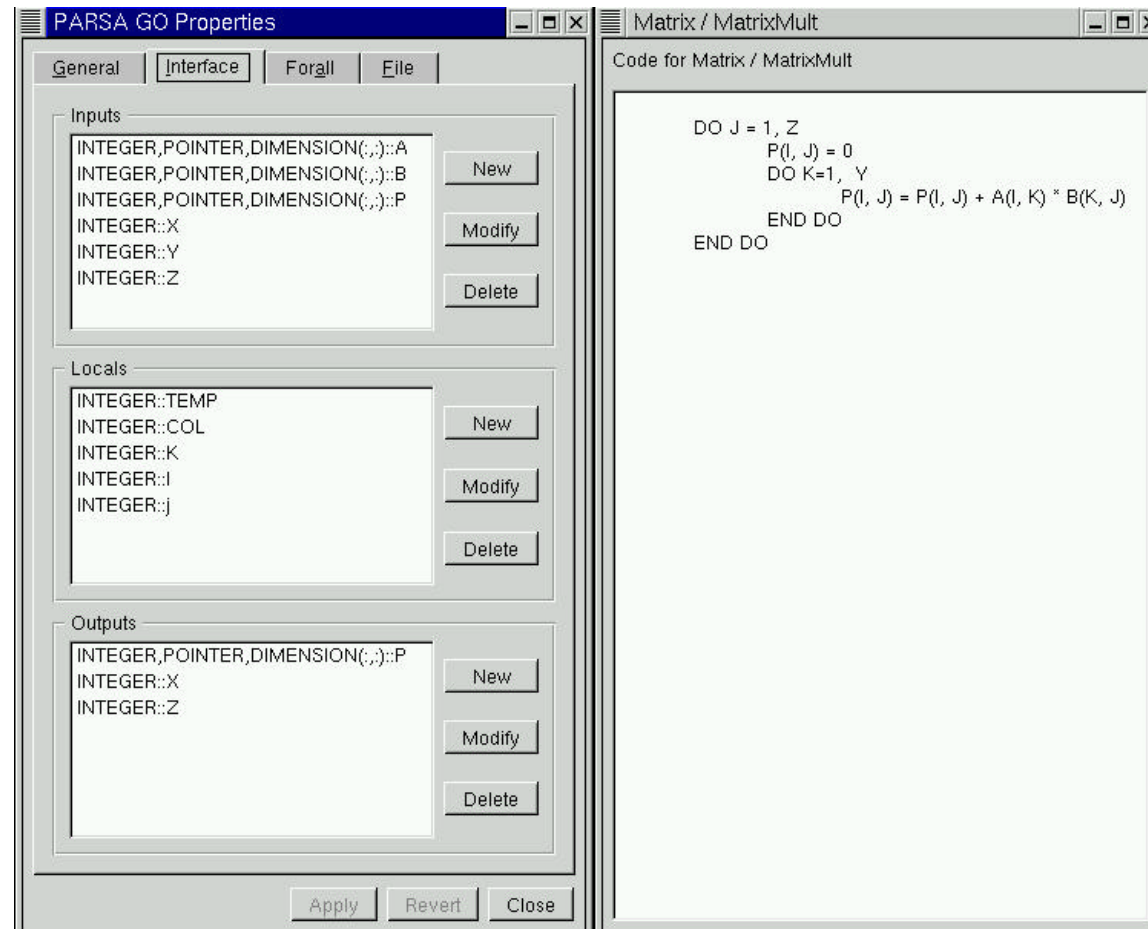 PARSA GO Properties
General Interface Forall File
Inputs
INTEGER,POINTER,DIMENSION(:,:)::A
INTEGER,POINTER,DIMENSION(:,:)::B
INTEGER,POINTER,DIMENSION(:,:)::P
INTEGER::X
INTEGER::Y
INTEGER::Z
New
Modify
Delete
Locals
INTEGER::TEMP
INTEGER::COL
INTEGER::K
INTEGER::I
INTEGER::j
New
Modify
Delete
Outputs
INTEGER,POINTER,DIMENSION(:,:)::P
INTEGER::X
INTEGER::Z
New
Modify
Delete
Apply Revert Close
Matrix / MatrixMult
Code for Matrix / MatrixMult
DO J = 1, Z
P(I, J) = 0
DO K=1, Y
P(I, J) = P(I, J) + A(I, K) * B(K, J)
END DO
END DO